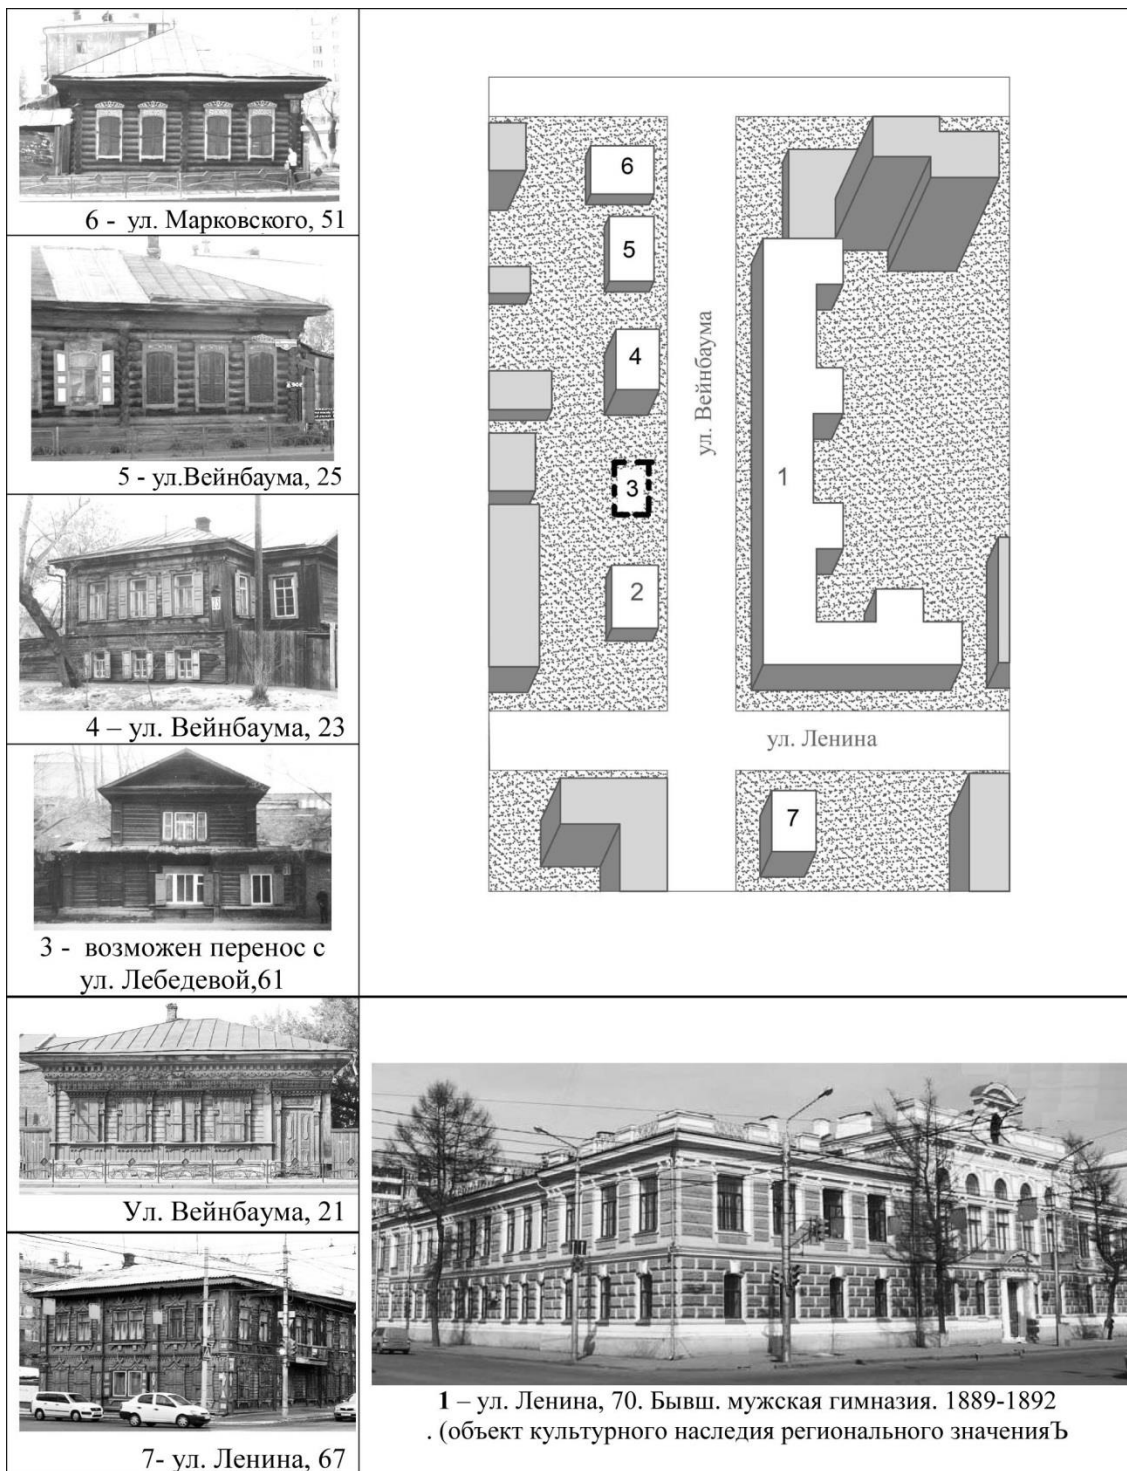 6 - ул. Марковского, 51
5 - ул.Вейнбаума, 25
4 – ул. Вейнбаума, 23
3 - возможен перенос с
ул. Лебедевой,61
Ул. Вейнбаума, 21
7- ул. Ленина, 67
6
5
4
3
2
1
7
ул. Вейнбаума
ул. Ленина
1 – ул. Ленина, 70. Бывш. мужская гимназия. 1889-1892
. (объект культурного наследия регионального значенияЪ